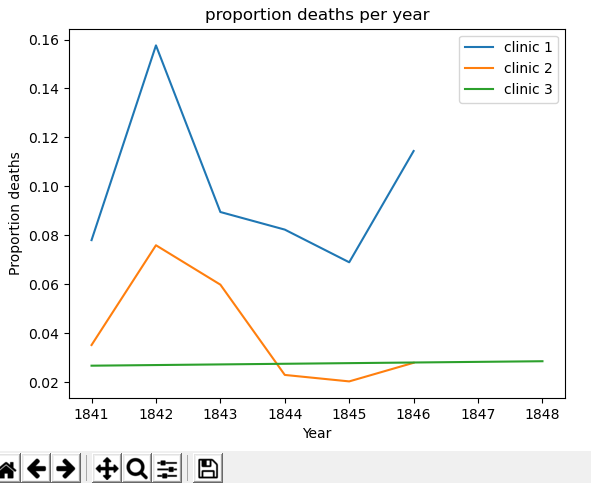 proportion deaths per year
0.16
0.14
0.12
0.10
0.08
0.06
0.04
0.02
Proportion deaths
clinic 1
clinic 2
clinic 3
1841 1842 1843 1844 1845 1846 1847 1848
Year